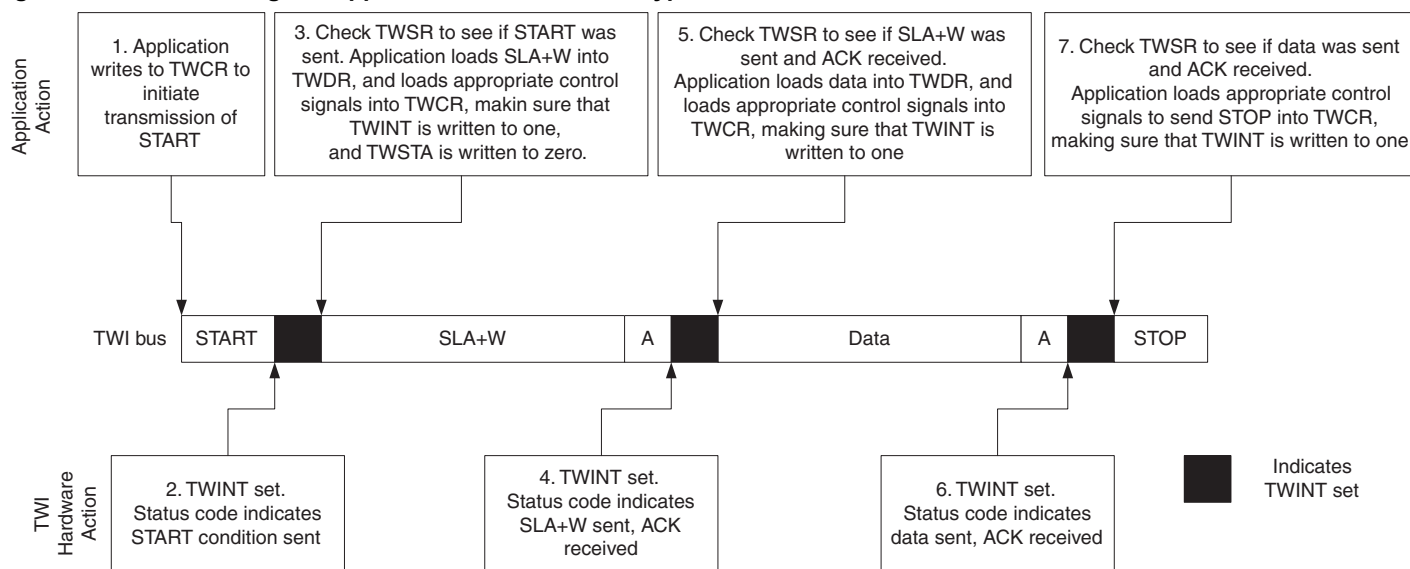 Application
Action
1. Application
writes to TWCR to
initiate
transmission of
START
3. Check TWSR to see if START was
sent. Application loads SLA+W into
TWDR, and loads appropriate control
signals into TWCR, makin sure that
TWINT is written to one,
and TWSTA is written to zero.
5. Check TWSR to see if SLA+W was
sent and ACK received.
Application loads data into TWDR, and
loads appropriate control signals into
TWCR, making sure that TWINT is
written to one
7. Check TWSR to see if data was sent
and ACK received.
Application loads appropriate control
signals to send STOP into TWCR,
making sure that TWINT is written to one
TWI bus
START
SLA+W
A
Data
A
STOP
TWI
Hardware
Action
2. TWINT set.
Status code indicates
START condition sent
4. TWINT set.
Status code indicates
SLA+W sent, ACK
received
6. TWINT set.
Status code indicates
data sent, ACK received
Indicates
TWINT set